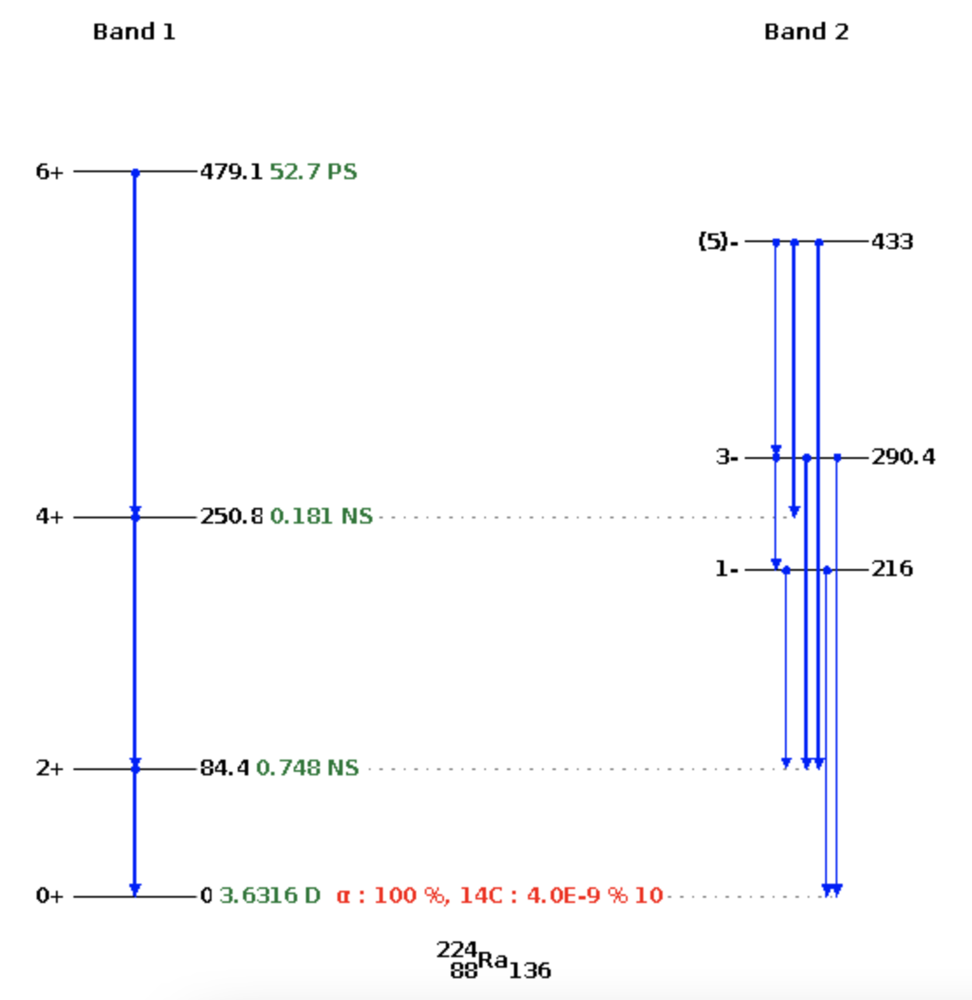 Band 1 Band 2
6+ 479.1 52.7 PS
(5)- 433
3- 290.4
4+ 250.8 0.181 NS
1- 216
2+ 84.4 0.748 NS
0+ 0 3.6316 D α : 100 %, 14C : 4.0E-9 % 10
224
88Ra136